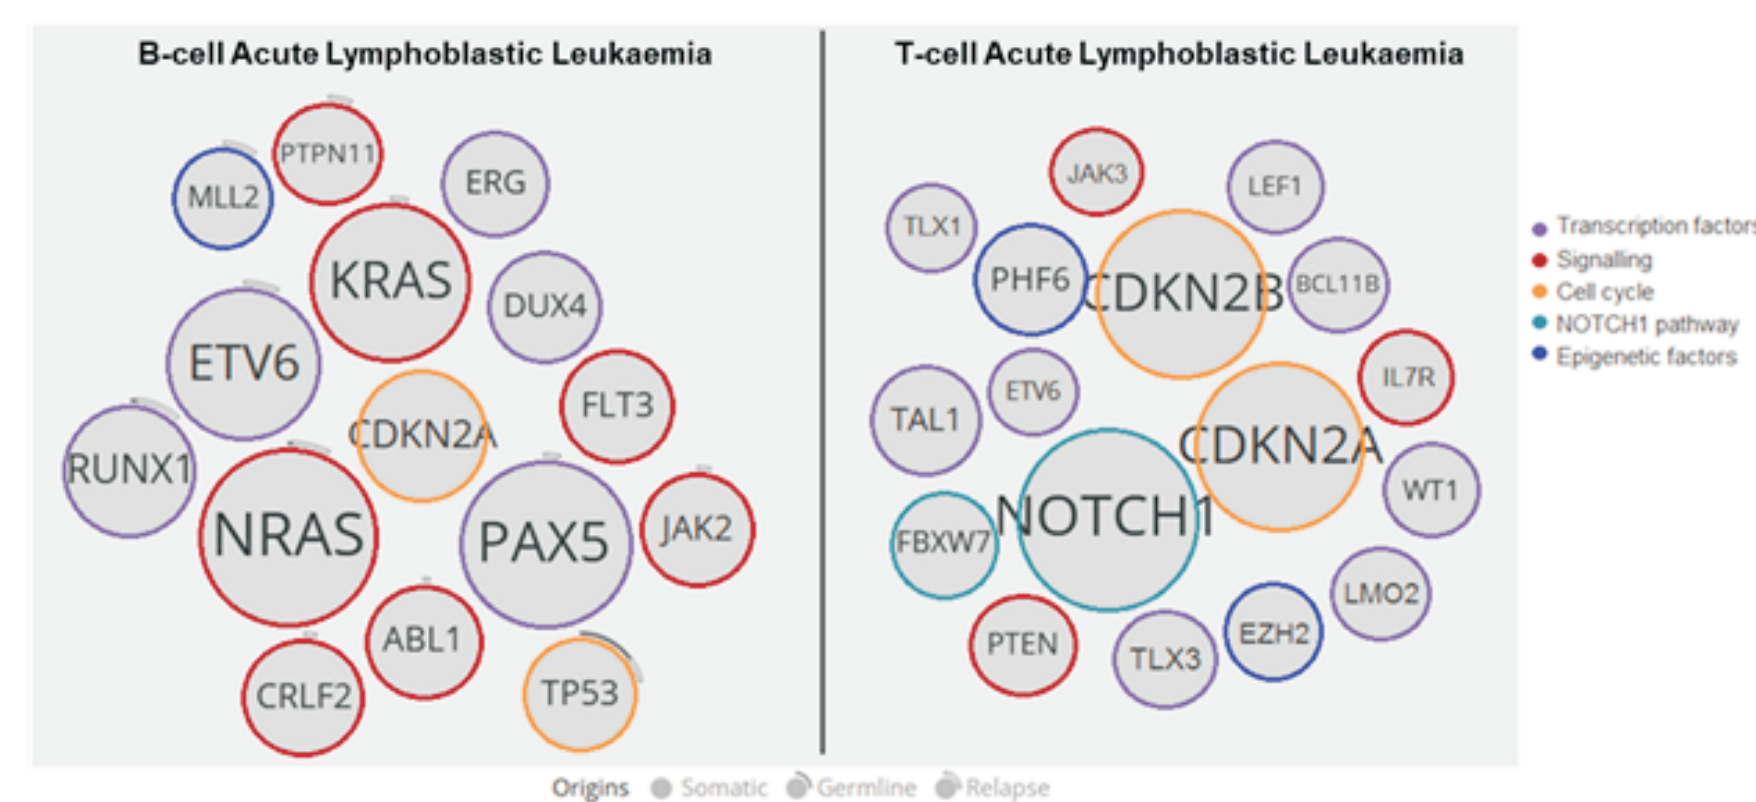 B-cell Acute Lymphoblastic Leukaemia
T-cell Acute Lymphoblastic Leukaemia
PTPN11
MLL2
ERG
KRAS
DUX4
ETV6
FLT3
CDKN2A
RUNX1
NRAS
PAX5
JAK2
ABL1
CRLF2
TP53
JAK3
LEF1
TLX1
PHF6
CDKN2B
BCL11B
IL7R
ETV6
TAL1
CDKN2A
WT1
NOTCH1
FBXW7
LMO2
EZH2
PTEN
TLX3
Transcription factors
Signalling
Cell cycle
NOTCH1 pathway
Epigenetic factors
Origins Somatic Germline Relapse